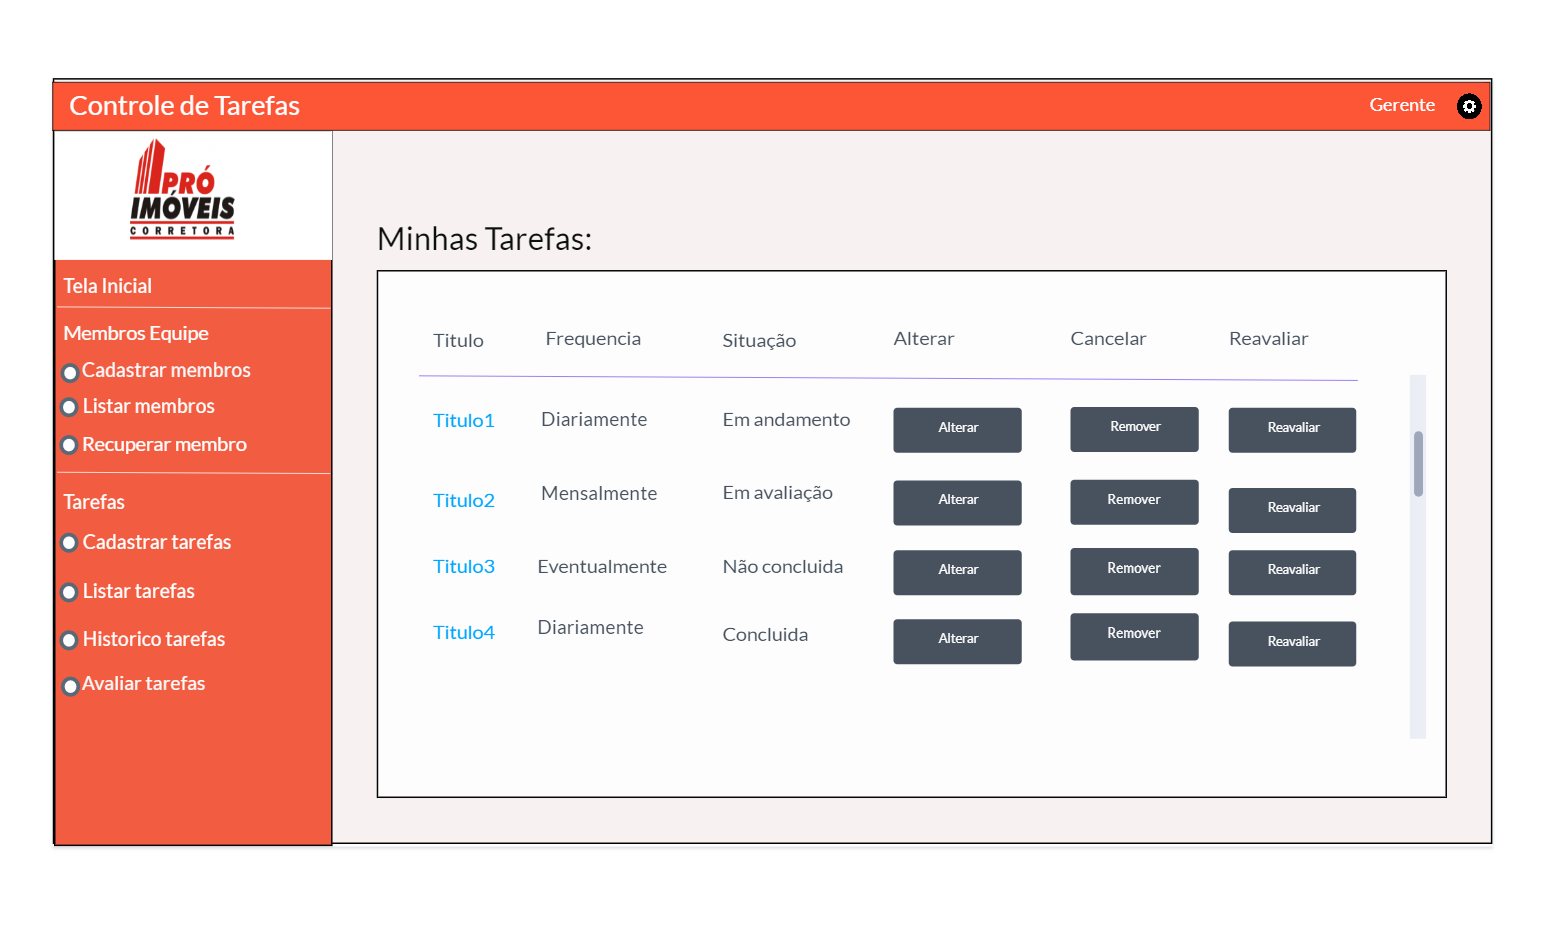 Controle de Tarefas
Gerente
PRÓ
IMÓVEIS
CORRETORA
Tela Inicial
Membros Equipe
Cadastrar membros
Listar membros
Recuperar membro
Tarefas
Cadastrar tarefas
Listar tarefas
Historico tarefas
Avaliar tarefas
Minhas Tarefas:
Titulo Frequencia Situação Alterar Cancelar Reavaliar
Titulo1 Diariamente Em andamento Alterar Remover Reavaliar
Titulo2 Mensalmente Em avaliação Alterar Remover Reavaliar
Titulo3 Eventualmente Não concluida Alterar Remover Reavaliar
Titulo4 Diariamente Concluida Alterar Remover Reavaliar